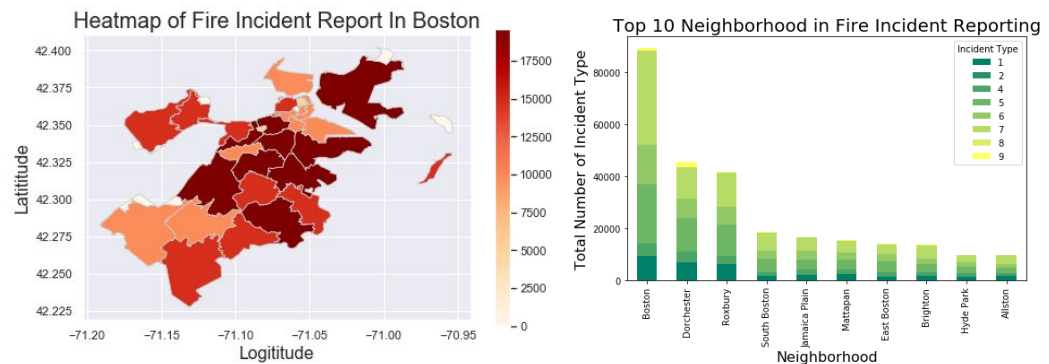 Heatmap of Fire Incident Report In Boston
42.400
42.375
42.350
42.325
42.300
42.275
42.250
42.225
Latititude
−71.20
−71.15
−71.10
−71.05
−71.00
−70.95
Logititude
17500
15000
12500
10000
7500
5000
2500
0
Top 10 Neighborhood in Fire Incident Reporting
Total Number of Incident Type
80000
60000
40000
20000
0
Incident Type
1
2
4
5
6
7
8
9
Boston
Dorchester
Roxbury
South Boston
Jamaica Plain
Mattapan
East Boston
Brighton
Hyde Park
Allston
Neighborhood